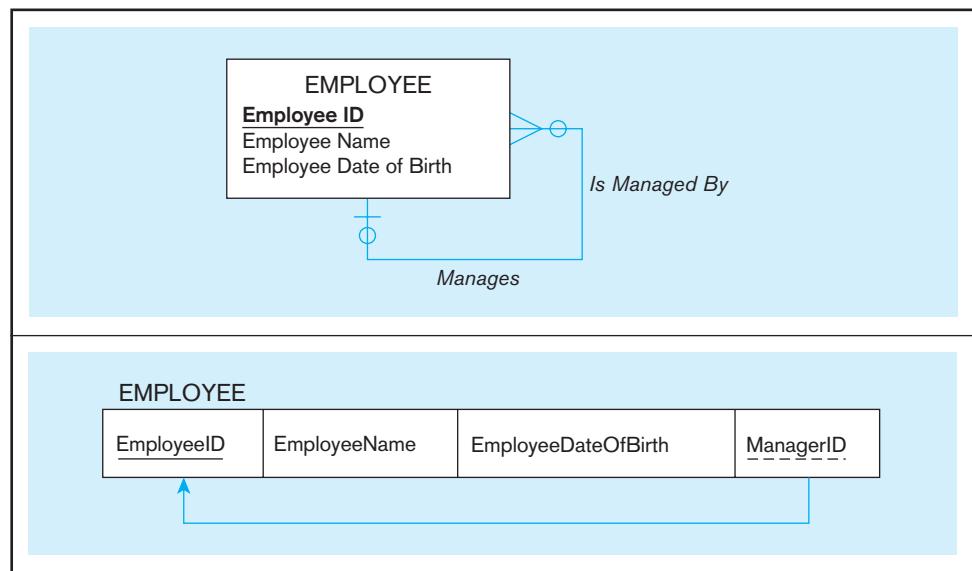 EMPLOYEE
Employee ID
Employee Name
Employee Date of Birth
Is Managed By
Manages
EMPLOYEE
EmployeeID EmployeeName EmployeeDateOfBirth ManagerID